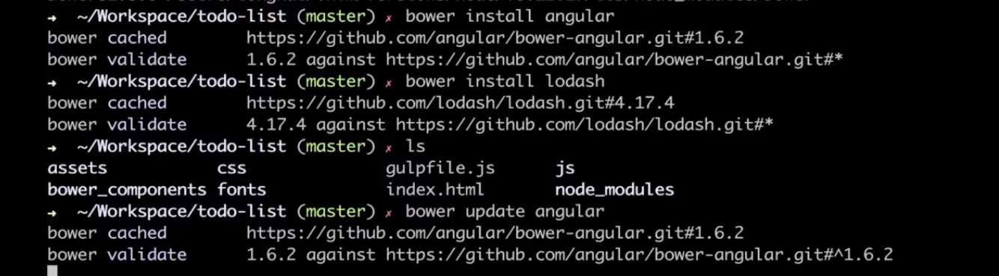 ➜ ~/Workspace/todo-list (master) ✗ bower install angular
bower cached https://github.com/angular/bower-angular.git#1.6.2
bower validate 1.6.2 against https://github.com/angular/bower-angular.git#*
➜ ~/Workspace/todo-list (master) ✗ bower install lodash
bower cached https://github.com/lodash/lodash.git#4.17.4
bower validate 4.17.4 against https://github.com/lodash/lodash.git#*
➜ ~/Workspace/todo-list (master) ✗ ls
assets css gulpfile.js js
bower_components fonts index.html node_modules
➜ ~/Workspace/todo-list (master) ✗ bower update angular
bower cached https://github.com/angular/bower-angular.git#1.6.2
bower validate 1.6.2 against https://github.com/angular/bower-angular.git#^1.6.2